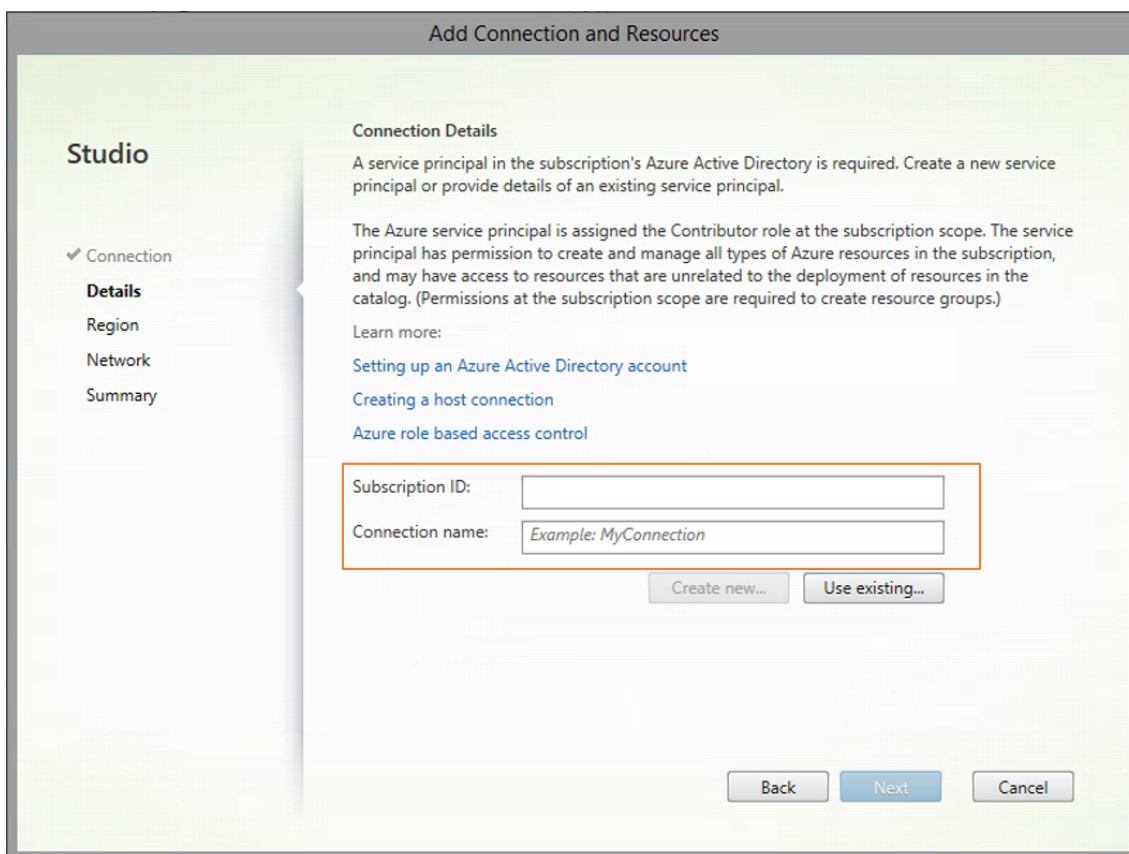 Add Connection and Resources
Studio
✔ Connection
Details
Region
Network
Summary
Connection Details
A service principal in the subscription's Azure Active Directory is required. Create a new service
principal or provide details of an existing service principal.
The Azure service principal is assigned the Contributor role at the subscription scope. The service
principal has permission to create and manage all types of Azure resources in the subscription,
and may have access to resources that are unrelated to the deployment of resources in the
catalog. (Permissions at the subscription scope are required to create resource groups.)
Learn more:
Setting up an Azure Active Directory account
Creating a host connection
Azure role based access control
Subscription ID:
Connection name: Example: MyConnection
Create new... Use existing...
Back Next Cancel